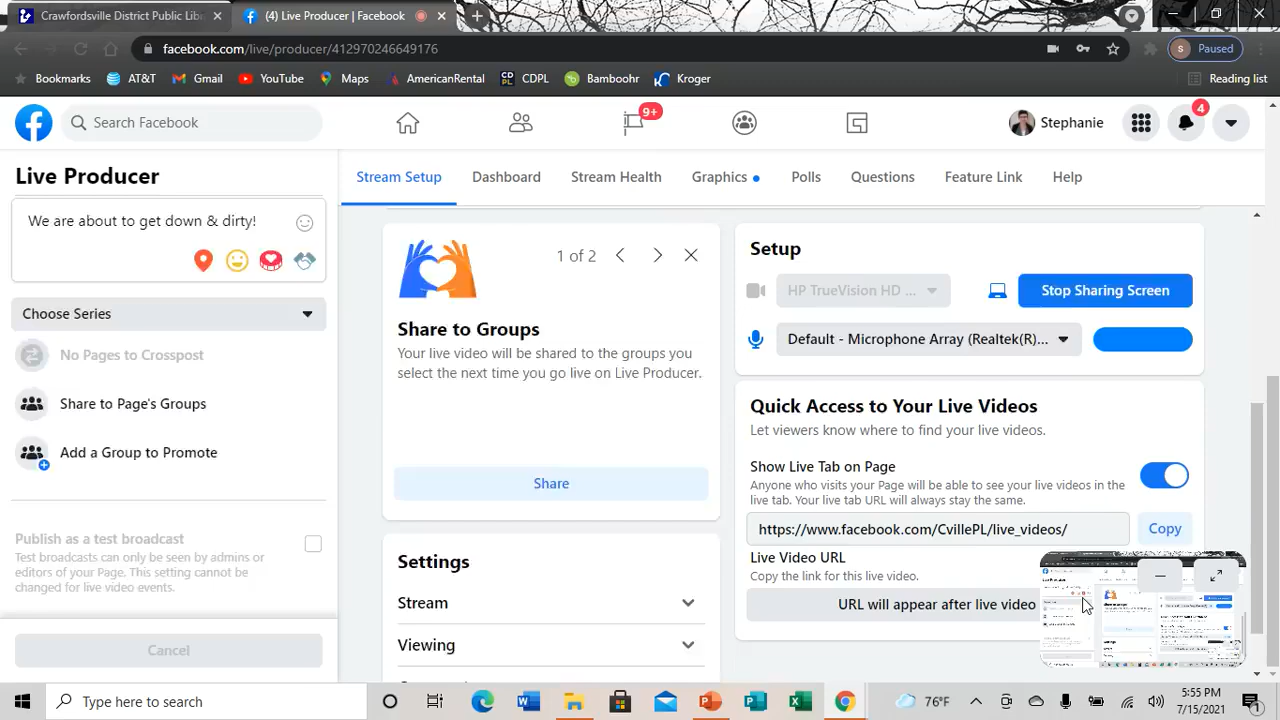 Crawfordsville District Public Lib
(4) Live Producer | Facebook
facebook.com/live/producer/412970246649176
S Paused
Bookmarks AT&T Gmail YouTube Maps AmericanRental CDPL Bamboohr Kroger Reading list
Search Facebook
9+
Stephanie
4
Live Producer
Stream Setup Dashboard Stream Health Graphics Polls Questions Feature Link Help
We are about to get down & dirty!
Choose Series
No Pages to Crosspost
Share to Page's Groups
Add a Group to Promote
Publish as a test broadcast
Test broadcasts can only be seen by admins or
editors of your Page. This setting cannot be
changed for live video events.
Cancel
1 of 2
Share to Groups
Your live video will be shared to the groups you
select the next time you go live on Live Producer.
Share
Settings
Stream
Viewing
Setup
HP TrueVision HD ...
Stop Sharing Screen
Default - Microphone Array (Realtek(R)...
Quick Access to Your Live Videos
Let viewers know where to find your live videos.
Show Live Tab on Page
Anyone who visits your Page will be able to see your live videos in the
live tab. Your live tab URL will always stay the same.
https://www.facebook.com/CvillePL/live_videos/
Copy
Live Video URL
Copy the link for this live video.
URL will appear after live video
Type here to search
76°F
5:55 PM
7/15/2021
1